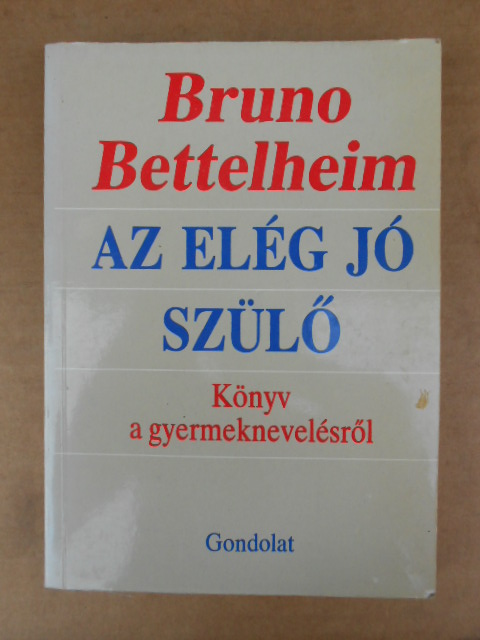 Bruno
Bettelheim
AZ ELÉG JÓ
SZÜLŐ
Könyv
a gyermeknevelésről
Gondolat